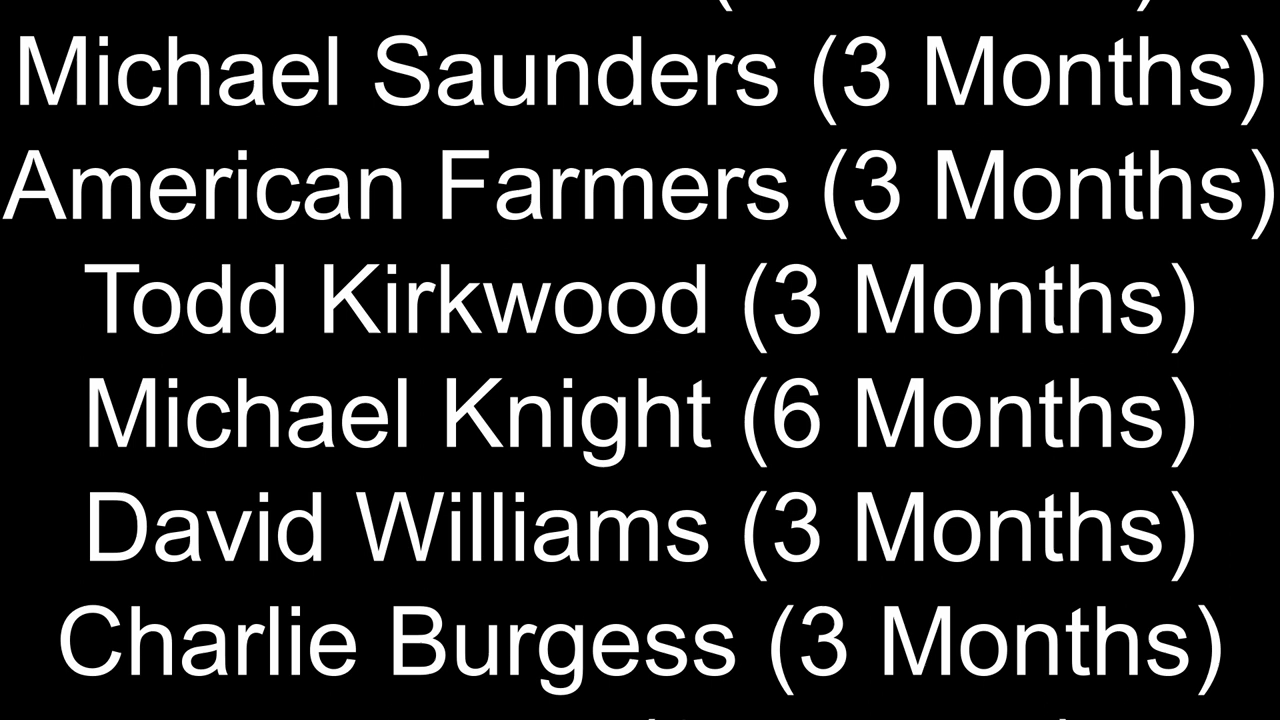 Michael Saunders (3 Months)
American Farmers (3 Months)
Todd Kirkwood (3 Months)
Michael Knight (6 Months)
David Williams (3 Months)
Charlie Burgess (3 Months)